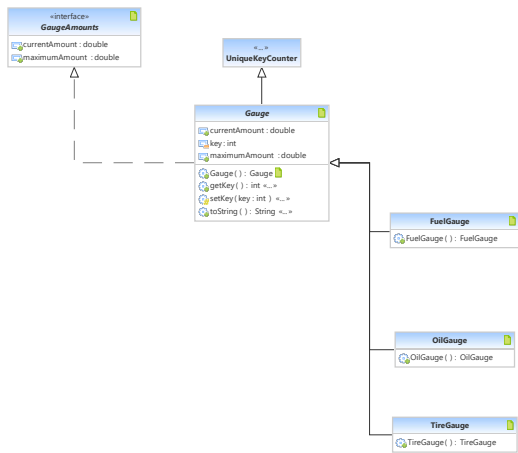 «interface»
GaugeAmounts
currentAmount : double
maximumAmount : double
«...»
UniqueKeyCounter
Gauge
currentAmount : double
key : int
maximumAmount : double
Gauge ( ) : Gauge
getKey ( ) : int «...»
setKey ( key : int ) «...»
toString ( ) : String «...»
FuelGauge
FuelGauge ( ) : FuelGauge
OilGauge
OilGauge ( ) : OilGauge
TireGauge
TireGauge ( ) : TireGauge